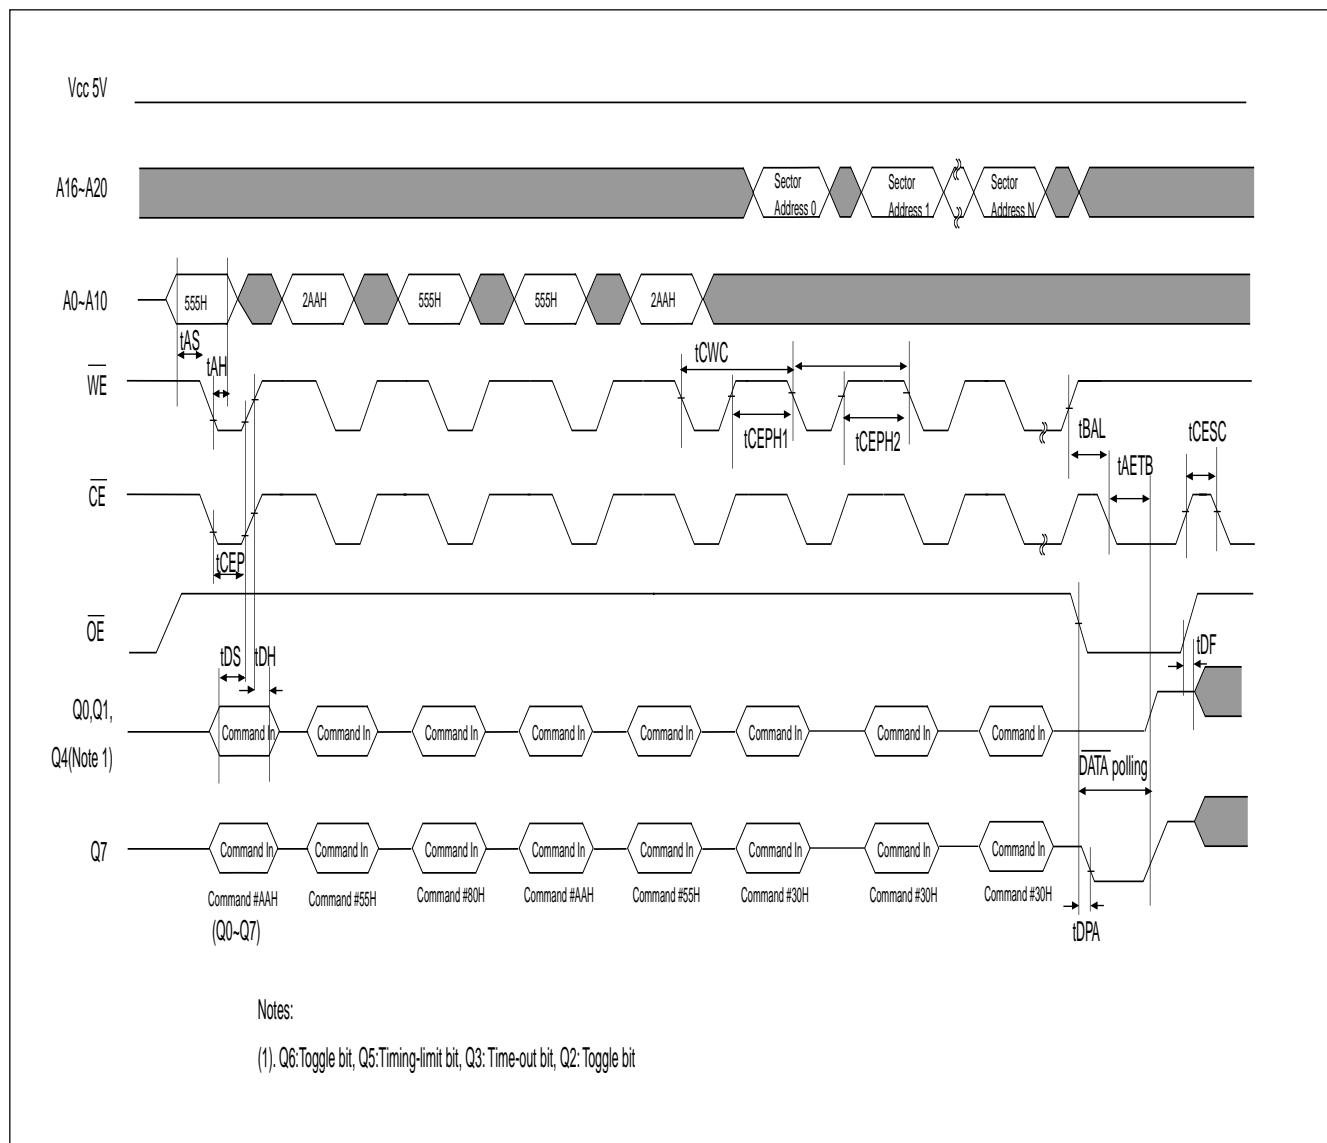 Vcc 5V
A16~A20
Sector
Address 0
Sector
Address 1
Sector
Address N
A0~A10
555H
2AAH
555H
555H
2AAH
tAS
tAH
WE
tCWC
tCEPH1
tCEPH2
tBAL
tCESC
tAETB
CE
tCEP
OE
tDS
tDH
tDF
Q0,Q1,
Q4(Note 1)
Command In
Command In
Command In
Command In
Command In
Command In
Command In
Command In
DATA polling
Q7
Command In
Command In
Command In
Command In
Command In
Command In
Command In
Command In
Command #AAH
Command #55H
Command #80H
Command #AAH
Command #55H
Command #30H
Command #30H
Command #30H
(Q0~Q7)
tDPA
Notes:
(1). Q6:Toggle bit, Q5:Timing-limit bit, Q3: Time-out bit, Q2: Toggle bit